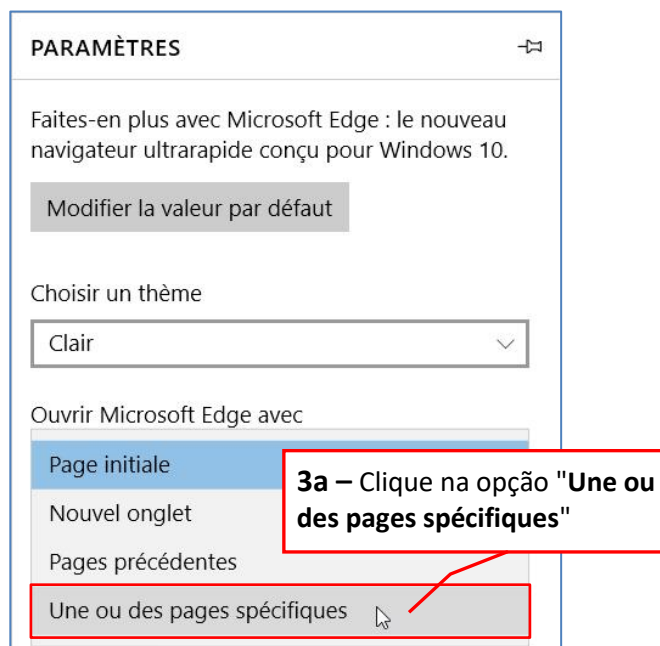 PARAMÈTRES
Faites-en plus avec Microsoft Edge : le nouveau
navigateur ultrarapide conçu pour Windows 10.
Modifier la valeur par défaut
Choisir un thème
Clair
Ouvrir Microsoft Edge avec
Page initiale
Nouvel onglet
Pages précédentes
Une ou des pages spécifiques
3a – Clique na opção "Une ou
des pages spécifiques"